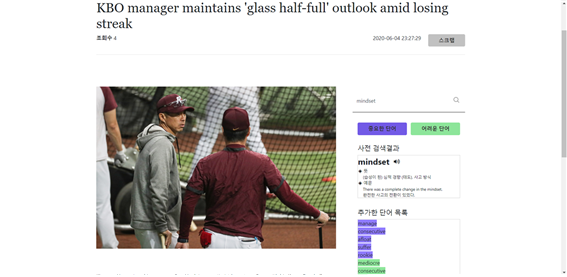 KBO manager maintains 'glass half-full' outlook amid losing
streak
조회수 4
2020-06-04 23:27:29
스크랩
mindset
중요한 단어
어려운 단어
사전 검색결과
mindset
뜻
(습성이 된) 심적 경향[태도], 사고 방식
예문
There was a complete change in the mindset.
완전한 사고의 전환이 있었다.
추가한 단어 목록
manage
consecutive
afloat
suffer
rookie
mediocre
consecutive